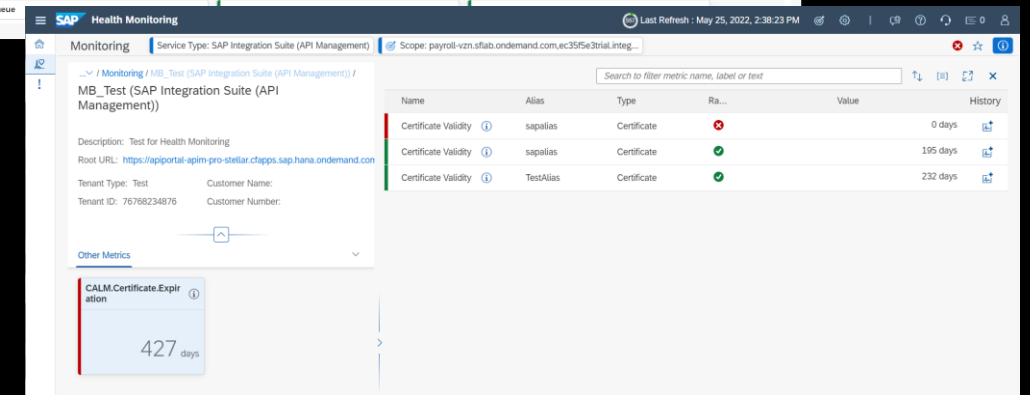 eue
SAP Health Monitoring
Last Refresh : May 25, 2022, 2:38:23 PM
0
Monitoring
Service Type: SAP Integration Suite (API Management)
Scope: payroll-vzn.sflab.ondemand.com,ec35f5e3trial.integ...
... / Monitoring / MB_Test (SAP Integration Suite (API Management)) /
MB_Test (SAP Integration Suite (API
Management))
Description: Test for Health Monitoring
Root URL: https://apiportal-apim-pro-stellar.cfapps.sap.hana.ondemand.com
Tenant Type: Test Customer Name:
Tenant ID: 76768234876 Customer Number:
Other Metrics
CALM.Certificate.Expir
ation
427 days
Search to filter metric name, label or text
Name Alias Type Ra... Value History
Certificate Validity sapalias Certificate 0 days
Certificate Validity sapalias Certificate 195 days
Certificate Validity TestAlias Certificate 232 days